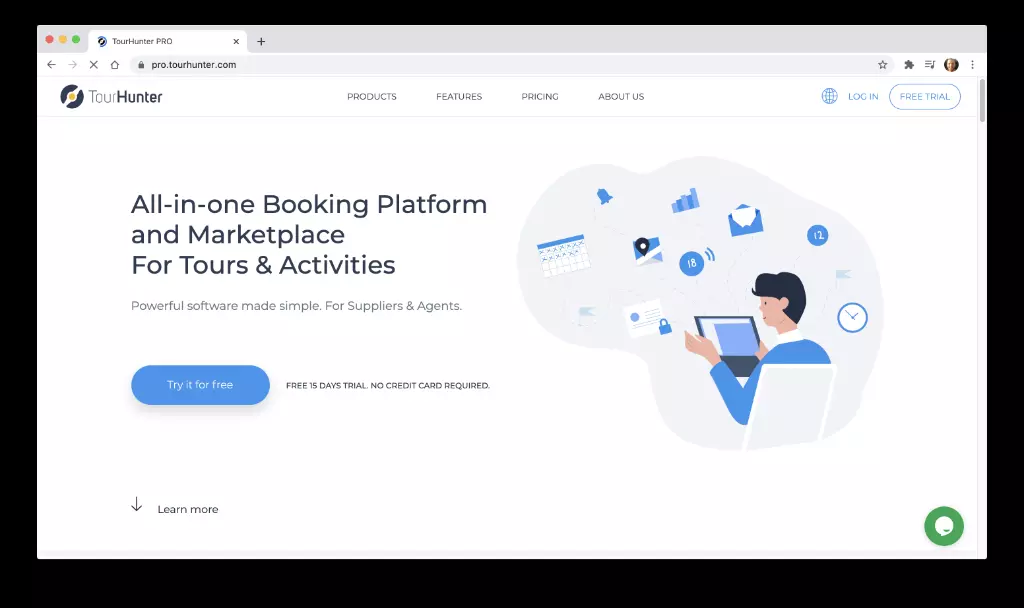 TourHunter PRO
pro.tourhunter.com
TourHunter
PRODUCTS
FEATURES
PRICING
ABOUT US
LOG IN
FREE TRIAL
All-in-one Booking Platform
and Marketplace
For Tours & Activities
Powerful software made simple. For Suppliers & Agents.
18
12
Try it for free
FREE 15 DAYS TRIAL. NO CREDIT CARD REQUIRED.
Learn more